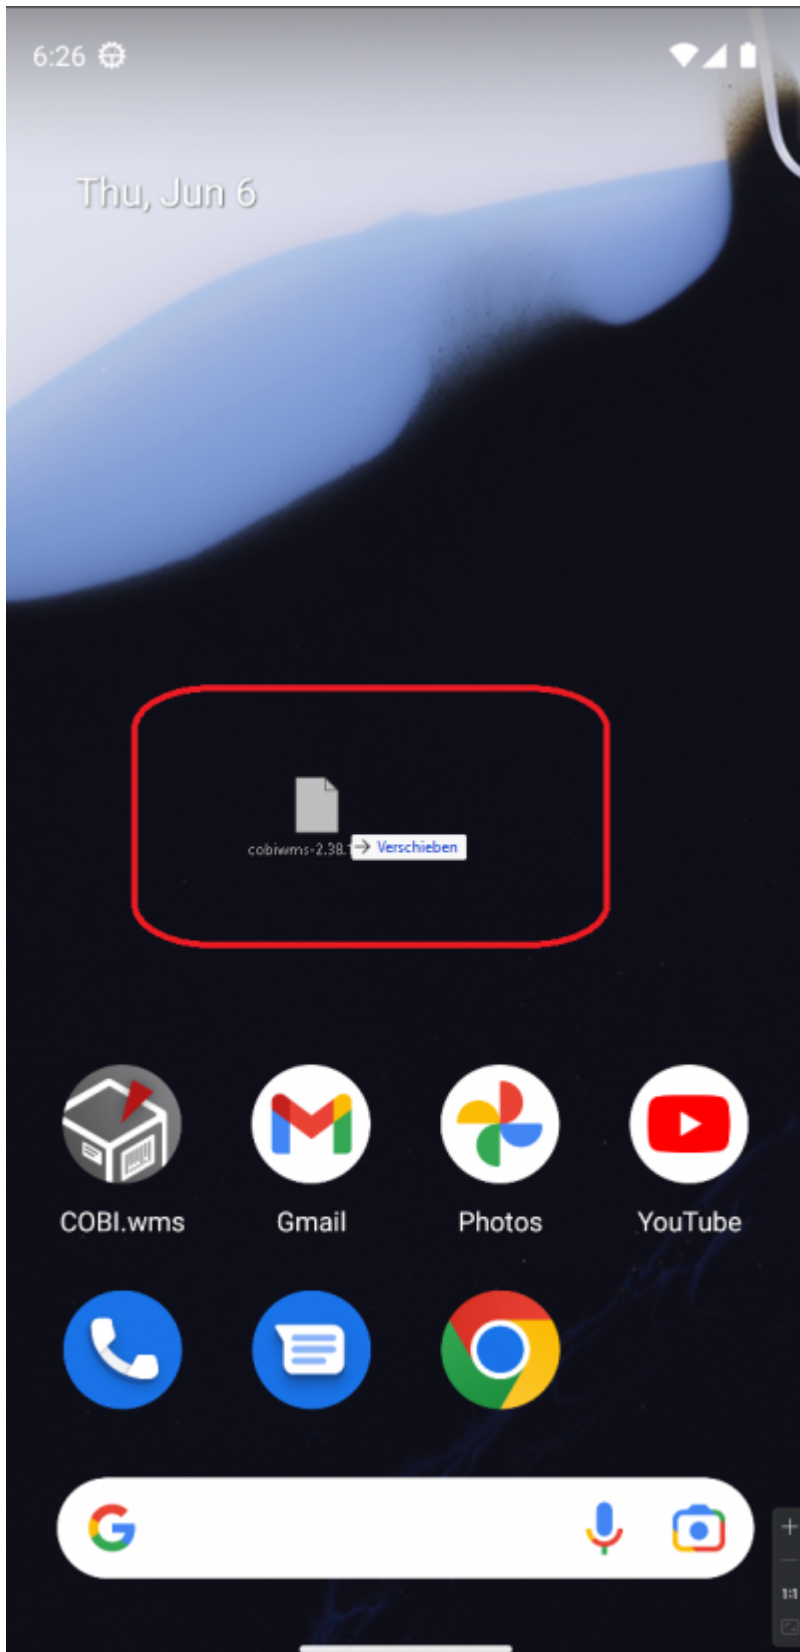 6:26
Thu, Jun 6
cobiwms-2.38.
→ Verschieben
COBI.wms
Gmail
Photos
YouTube
1:1